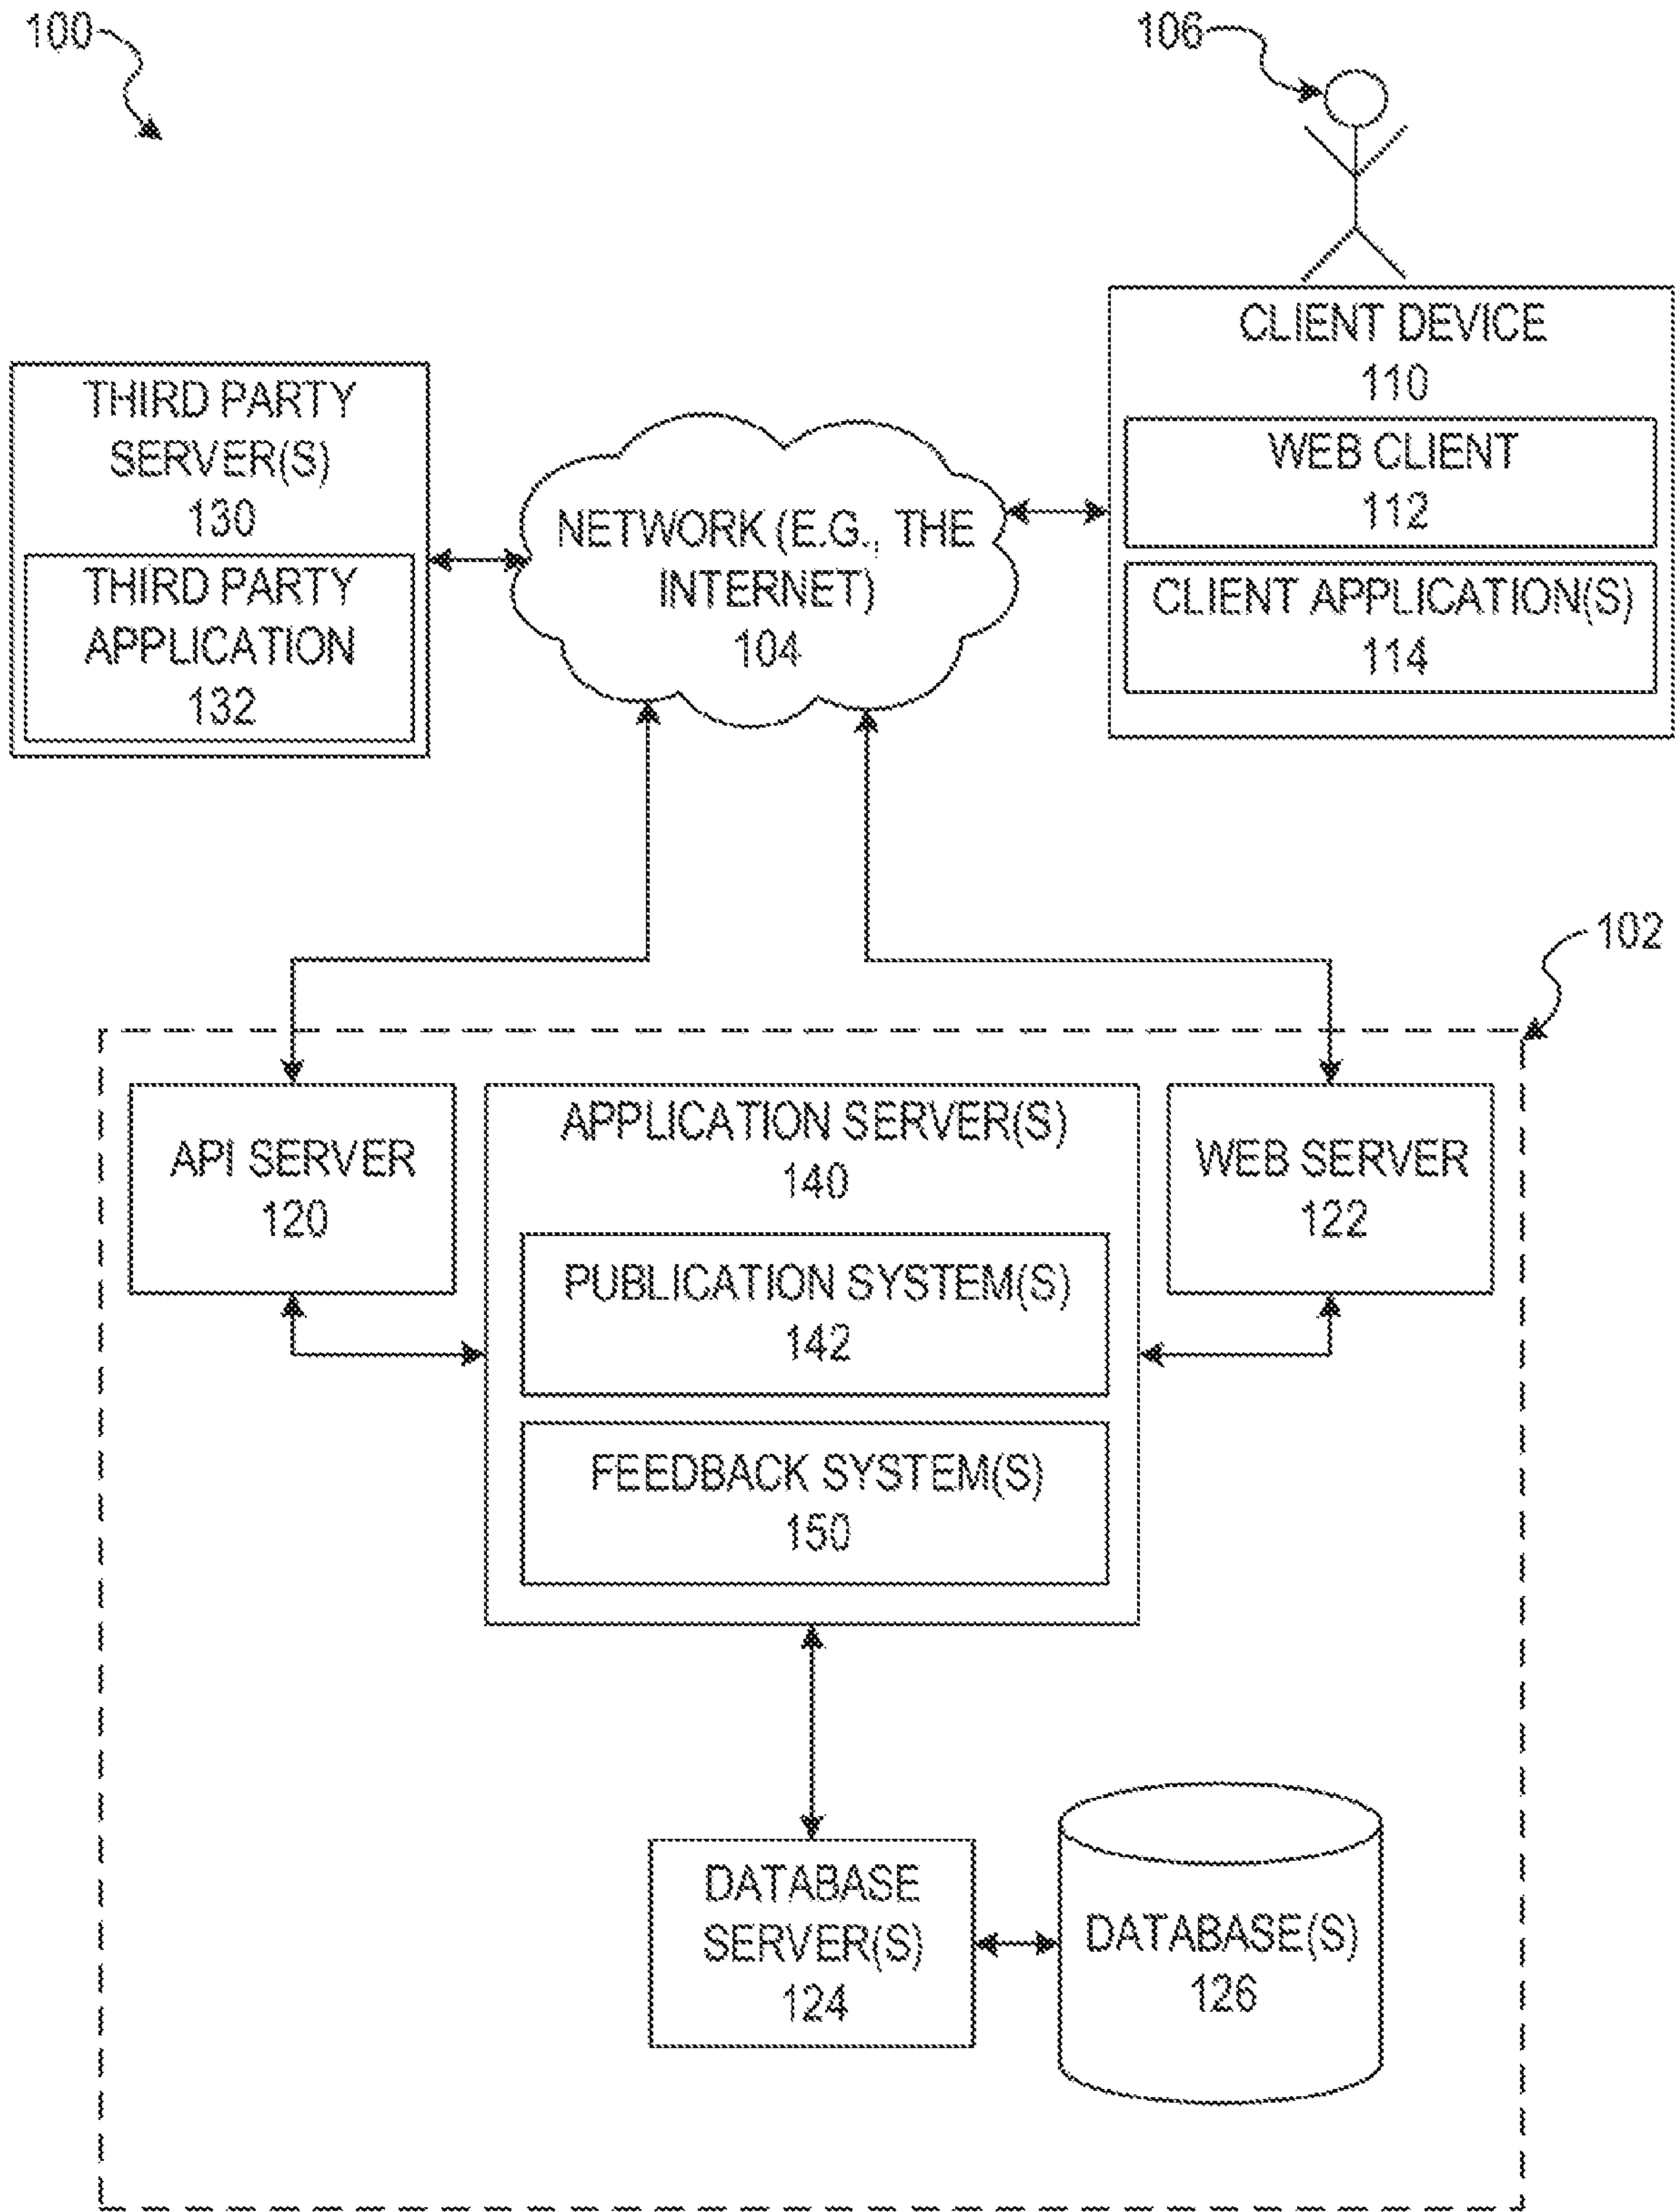 100
106
CLIENT DEVICE
110
WEB CLIENT
112
CLIENT APPLICATION(S)
114
THIRD PARTY
SERVER(S)
130
THIRD PARTY
APPLICATION
132
NETWORK (E.G., THE
INTERNET)
104
102
API SERVER
120
APPLICATION SERVER(S)
140
PUBLICATION SYSTEM(S)
142
FEEDBACK SYSTEM(S)
150
WEB SERVER
122
DATABASE
SERVER(S)
124
DATABASE(S)
126